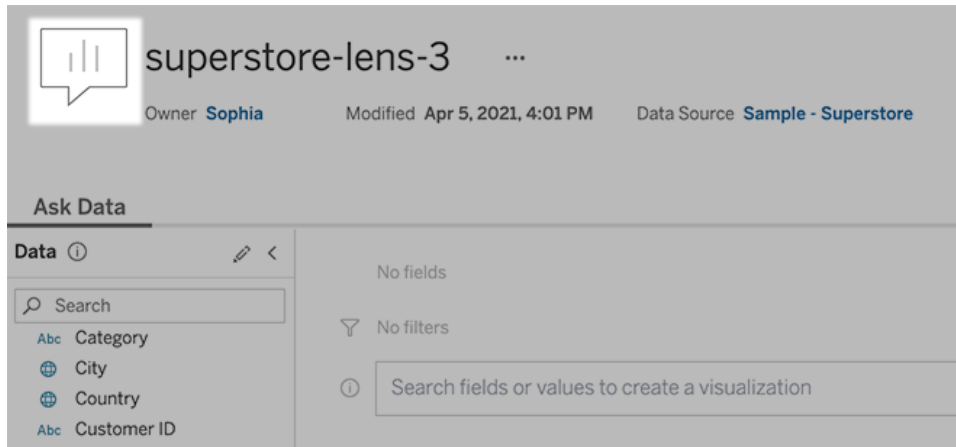 superstore-lens-3 ...
Owner Sophia Modified Apr 5, 2021, 4:01 PM Data Source Sample - Superstore
Ask Data
Data
Search
Abc Category
City
Country
Abc Customer ID
No fields
No filters
Search fields or values to create a visualization